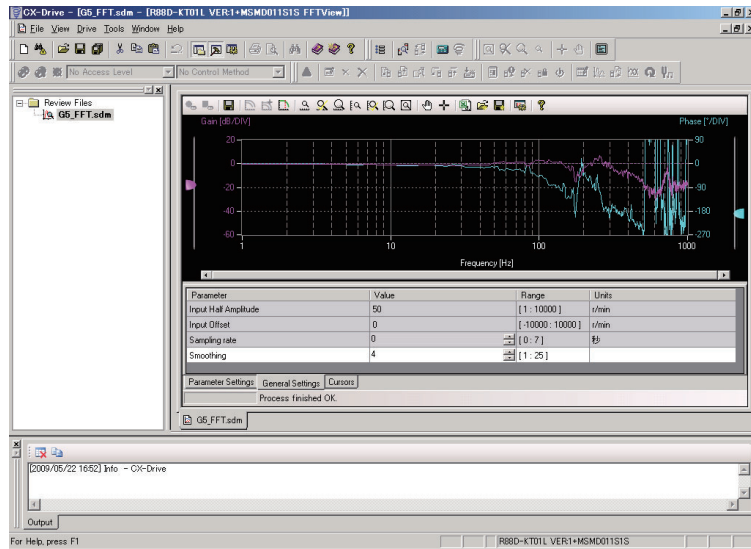 CX-Drive - [G5_FFT.sdm - [R88D-KT01L VER:1+MSMD011S1S FFTView]]
File View Drive Tools Window Help
No Access Level No Control Method
Review Files
G5_FFT.sdm
Gain [dB/DIV] Phase [°/DIV]
20 90
0 0
-20 -90
-40 -180
-60 -270
1 10 100 1000
Frequency [Hz]
Parameter Value Range Units
Input Half Amplitude 50 [1 : 10000] r/min
Input Offset 0 [-10000 : 10000] r/min
Sampling rate 0 [0 : 7] 秒
Smoothing 4 [1 : 25]
Parameter Settings General Settings Cursors
Process finished OK.
G5_FFT.sdm
[2009/05/22 16:52] Info - CX-Drive
Output
For Help, press F1 R88D-KT01L VER:1+MSMD011S1S